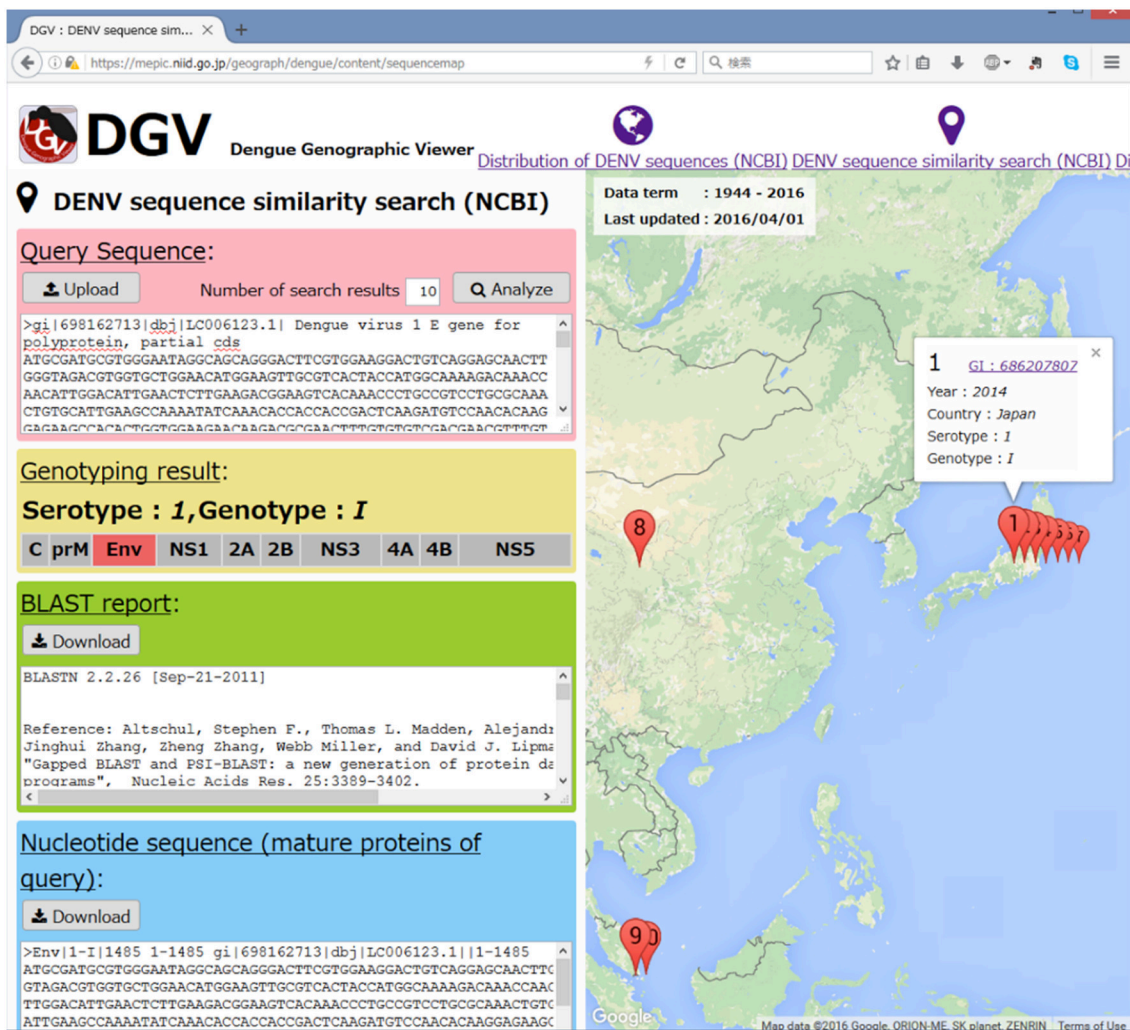 DGV : DENV sequence sim...
https://mepic.niid.go.jp/geograph/dengue/content/sequencemap
検索
DGV Dengue Genographic Viewer
Distribution of DENV sequences (NCBI) DENV sequence similarity search (NCBI) Di
DENV sequence similarity search (NCBI)
Query Sequence:
Upload Number of search results 10 Analyze
>gi|698162713|dbj|LC006123.1| Dengue virus 1 E gene for
polyprotein, partial cds
ATGCGATGCGTGGGAATAGGCAGCAGGGACTTCGTGGAAGGACTGTCAGGAGCAACTT
GGGTAGACGTGGTGCTGGAACATGGAAGTTGCGTCACTACCATGGCAAAAGACAAACC
AACATTGGACATTGAACTCTTGAAGACGGAAGTCACAAACCCTGCCGTCCTGCGCAAA
CTGTGCATTGAAGCCAAAATATCAAACACCACCACCGACTCAAGATGTCCAACACAAG
GAGAAGCCACACTGGTGGAAGAACAAGACGCGAACTTTGTGTGTCGACGAACGTTTGT
Genotyping result:
Serotype : 1,Genotype : I
C prM Env NS1 2A 2B NS3 4A 4B NS5
BLAST report:
Download
BLASTN 2.2.26 [Sep-21-2011]
Reference: Altschul, Stephen F., Thomas L. Madden,
Jinghui Zhang, Zheng Zhang, Webb Miller, and David J.
"Gapped BLAST and PSI-BLAST: a new generation of protein
programs", Nucleic Acids Res. 25:3389-3402.
Nucleotide sequence (mature proteins of
query):
Download
>Env|1-I|1485 1-1485 gi|698162713|dbj|LC006123.1||1-1485
ATGCGATGCGTGGGAATAGGCAGCAGGGACTTCGTGGAAGGACTGTCAGGAGCAACTTG
GTAGACGTGGTGCTGGAACATGGAAGTTGCGTCACTACCATGGCAAAAGACAAACCAAC
TTGGACATTGAACTCTTGAAGACGGAAGTCACAAACCCTGCCGTCCTGCGCAAACTGTG
ATTGAAGCCAAAATATCAAACACCACCACCGACTCAAGATGTCCAACACAAGGAGAAGC
Data term : 1944 - 2016
Last updated : 2016/04/01
1 GI : 686207807
Year : 2014
Country : Japan
Serotype : 1
Genotype : I
8
1
7
9
Google
Map data ©2016 Google, ORION-ME, SK planet, ZENRIN Terms of Use